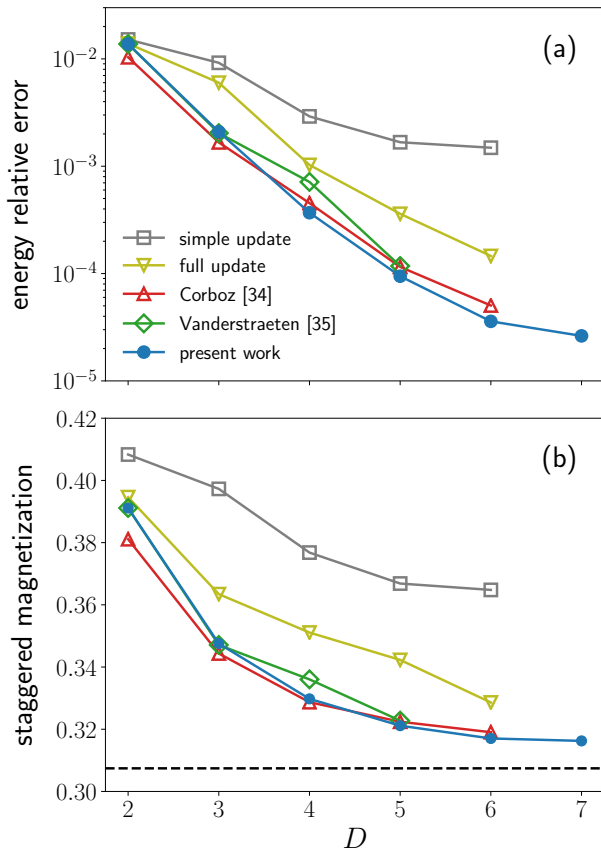 (a)
energy relative error
10^{-2}
10^{-3}
10^{-4}
10^{-5}
simple update
full update
Corboz [34]
Vanderstraeten [35]
present work
(b)
staggered magnetization
0.42
0.40
0.38
0.36
0.34
0.32
0.30
2 3 4 5 6 7
D